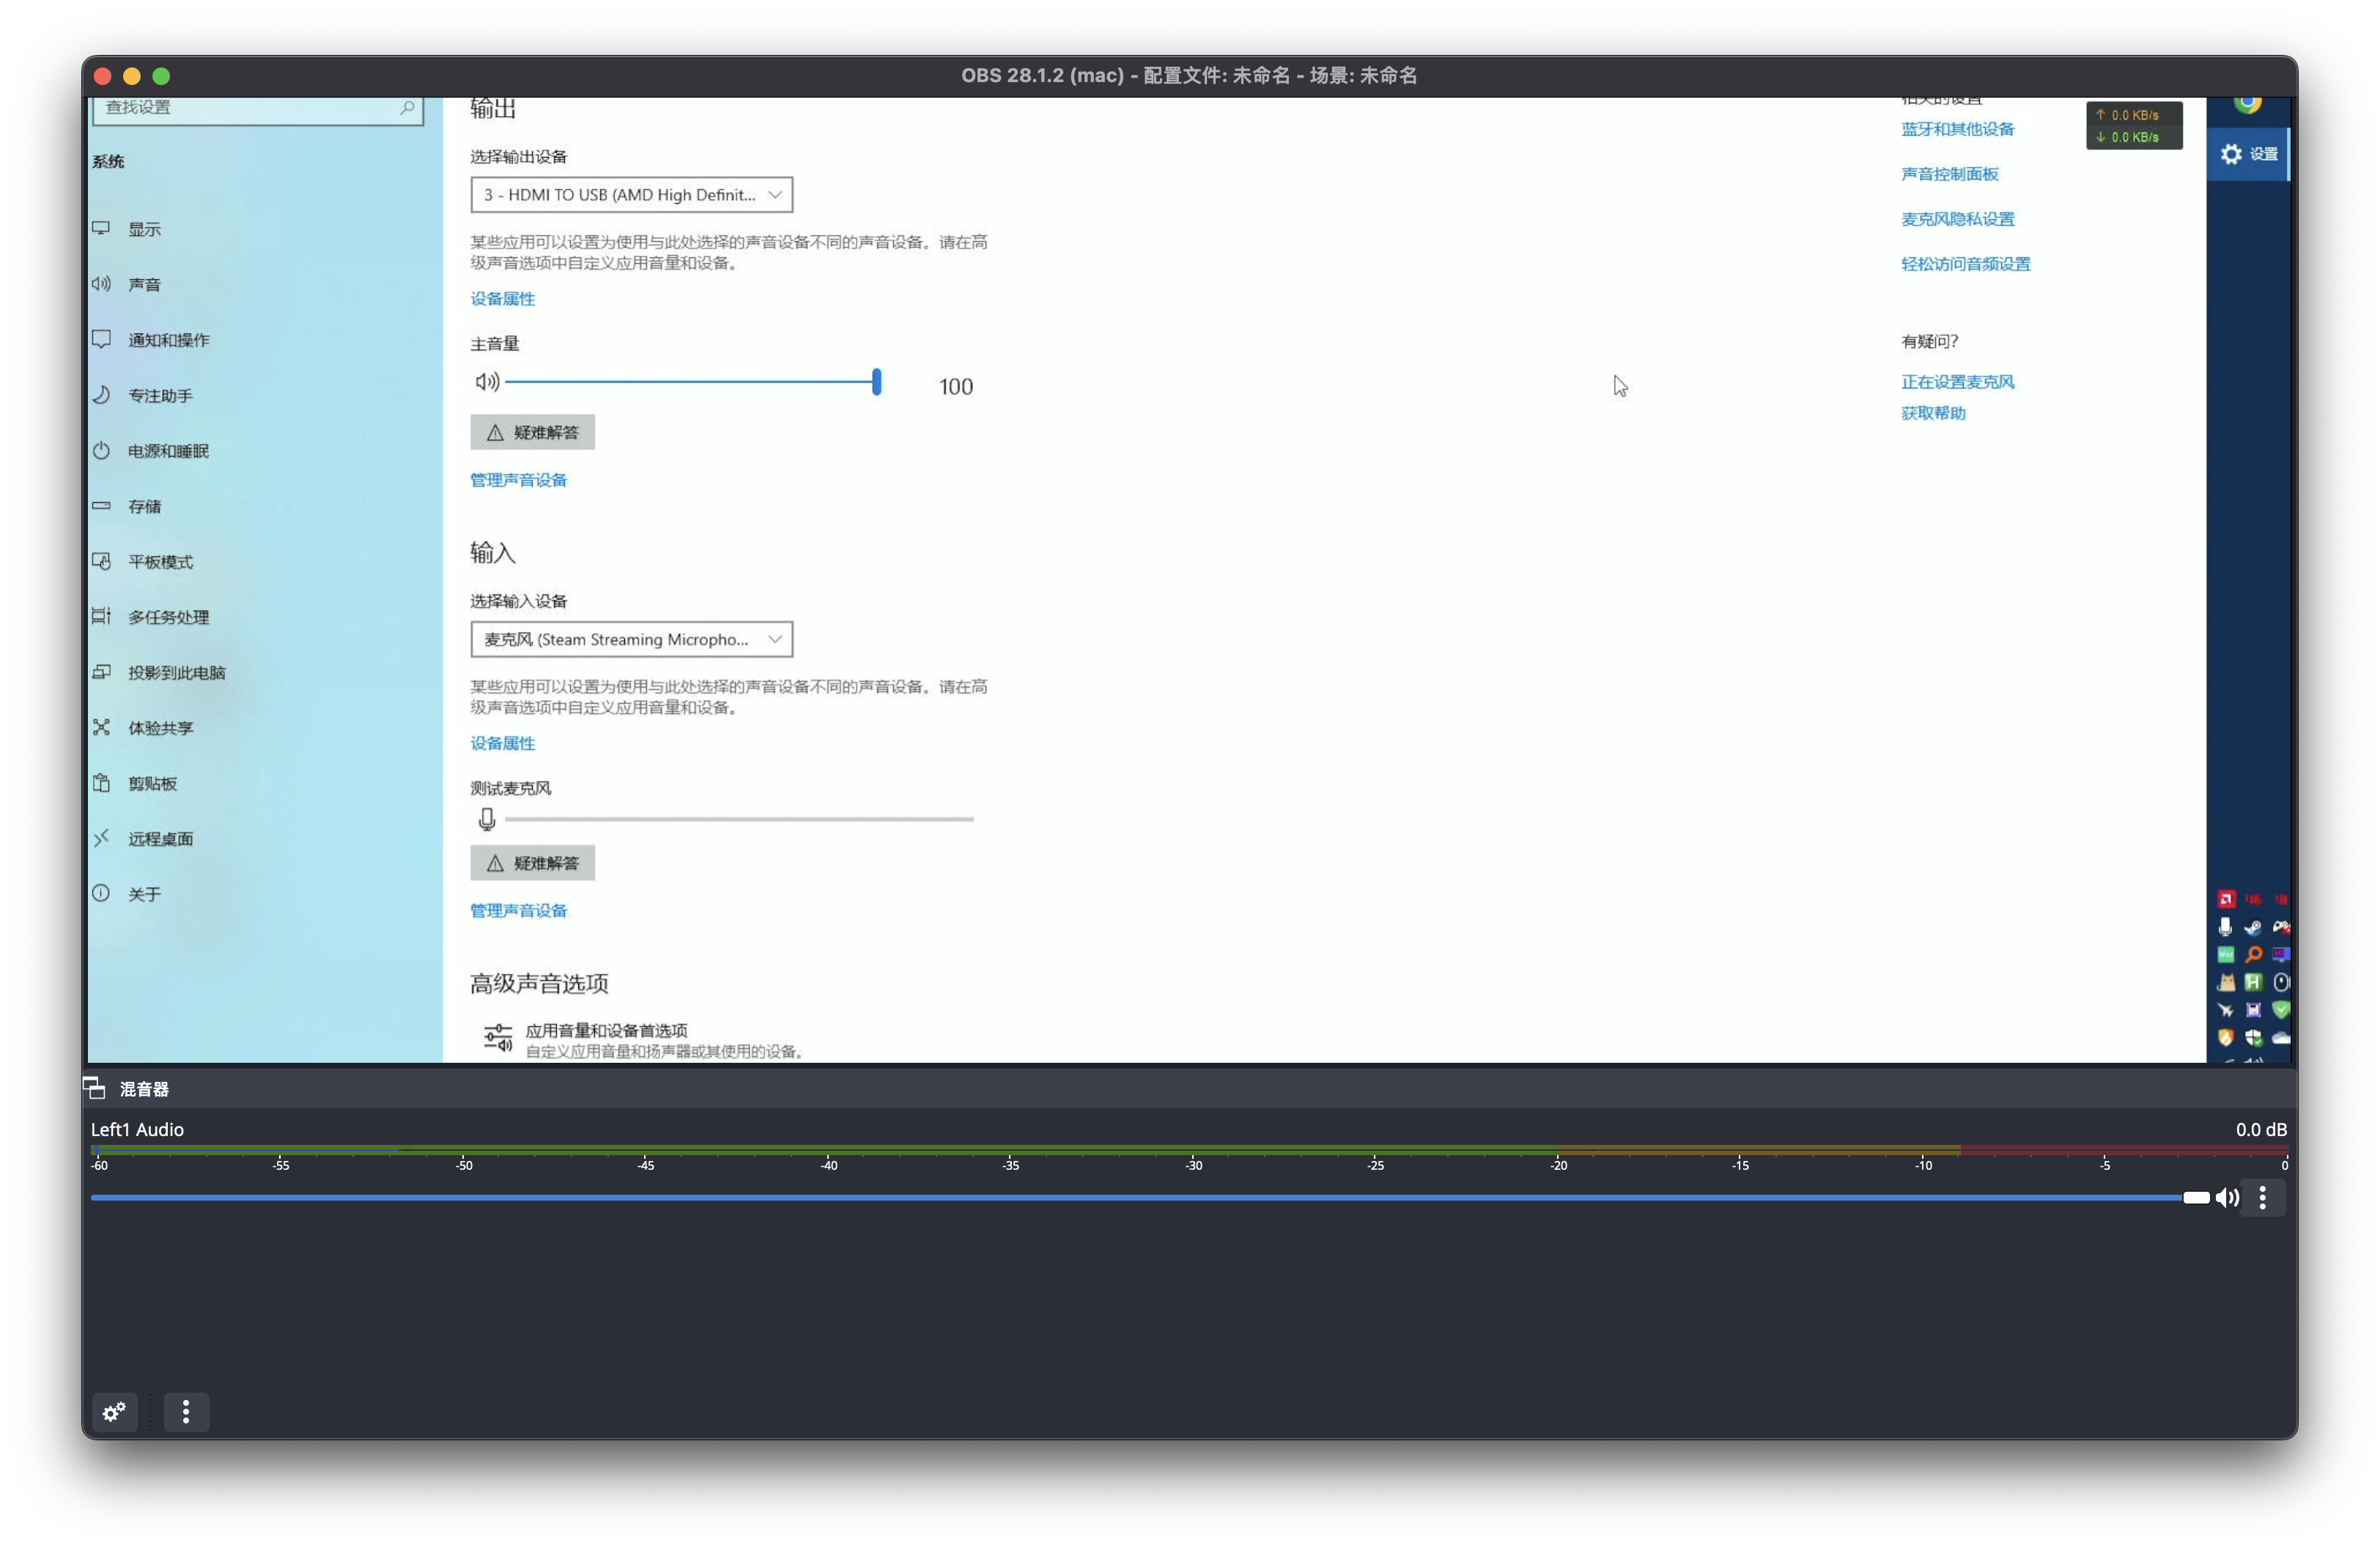 OBS 28.1.2 (mac) - 配置文件: 未命名 - 场景: 未命名
查找设置
系统
显示
声音
通知和操作
专注助手
电源和睡眠
存储
平板模式
多任务处理
投影到此电脑
体验共享
剪贴板
远程桌面
关于
输出
选择输出设备
3 - HDMI TO USB (AMD High Definit...
某些应用可以设置为使用与此处选择的声音设备不同的声音设备。请在高
级声音选项中自定义应用音量和设备。
设备属性
主音量
100
疑难解答
管理声音设备
输入
选择输入设备
麦克风 (Steam Streaming Micropho...
某些应用可以设置为使用与此处选择的声音设备不同的声音设备。请在高
级声音选项中自定义应用音量和设备。
设备属性
测试麦克风
疑难解答
管理声音设备
高级声音选项
应用音量和设备首选项
自定义应用音量和扬声器或其使用的设备。
相关的设置
蓝牙和其他设备
声音控制面板
麦克风隐私设置
轻松访问音频设置
有疑问?
正在设置麦克风
获取帮助
↑ 0.0 KB/s
↓ 0.0 KB/s
设置
混音器
Left1 Audio
0.0 dB
-60 -55 -50 -45 -40 -35 -30 -25 -20 -15 -10 -5 0